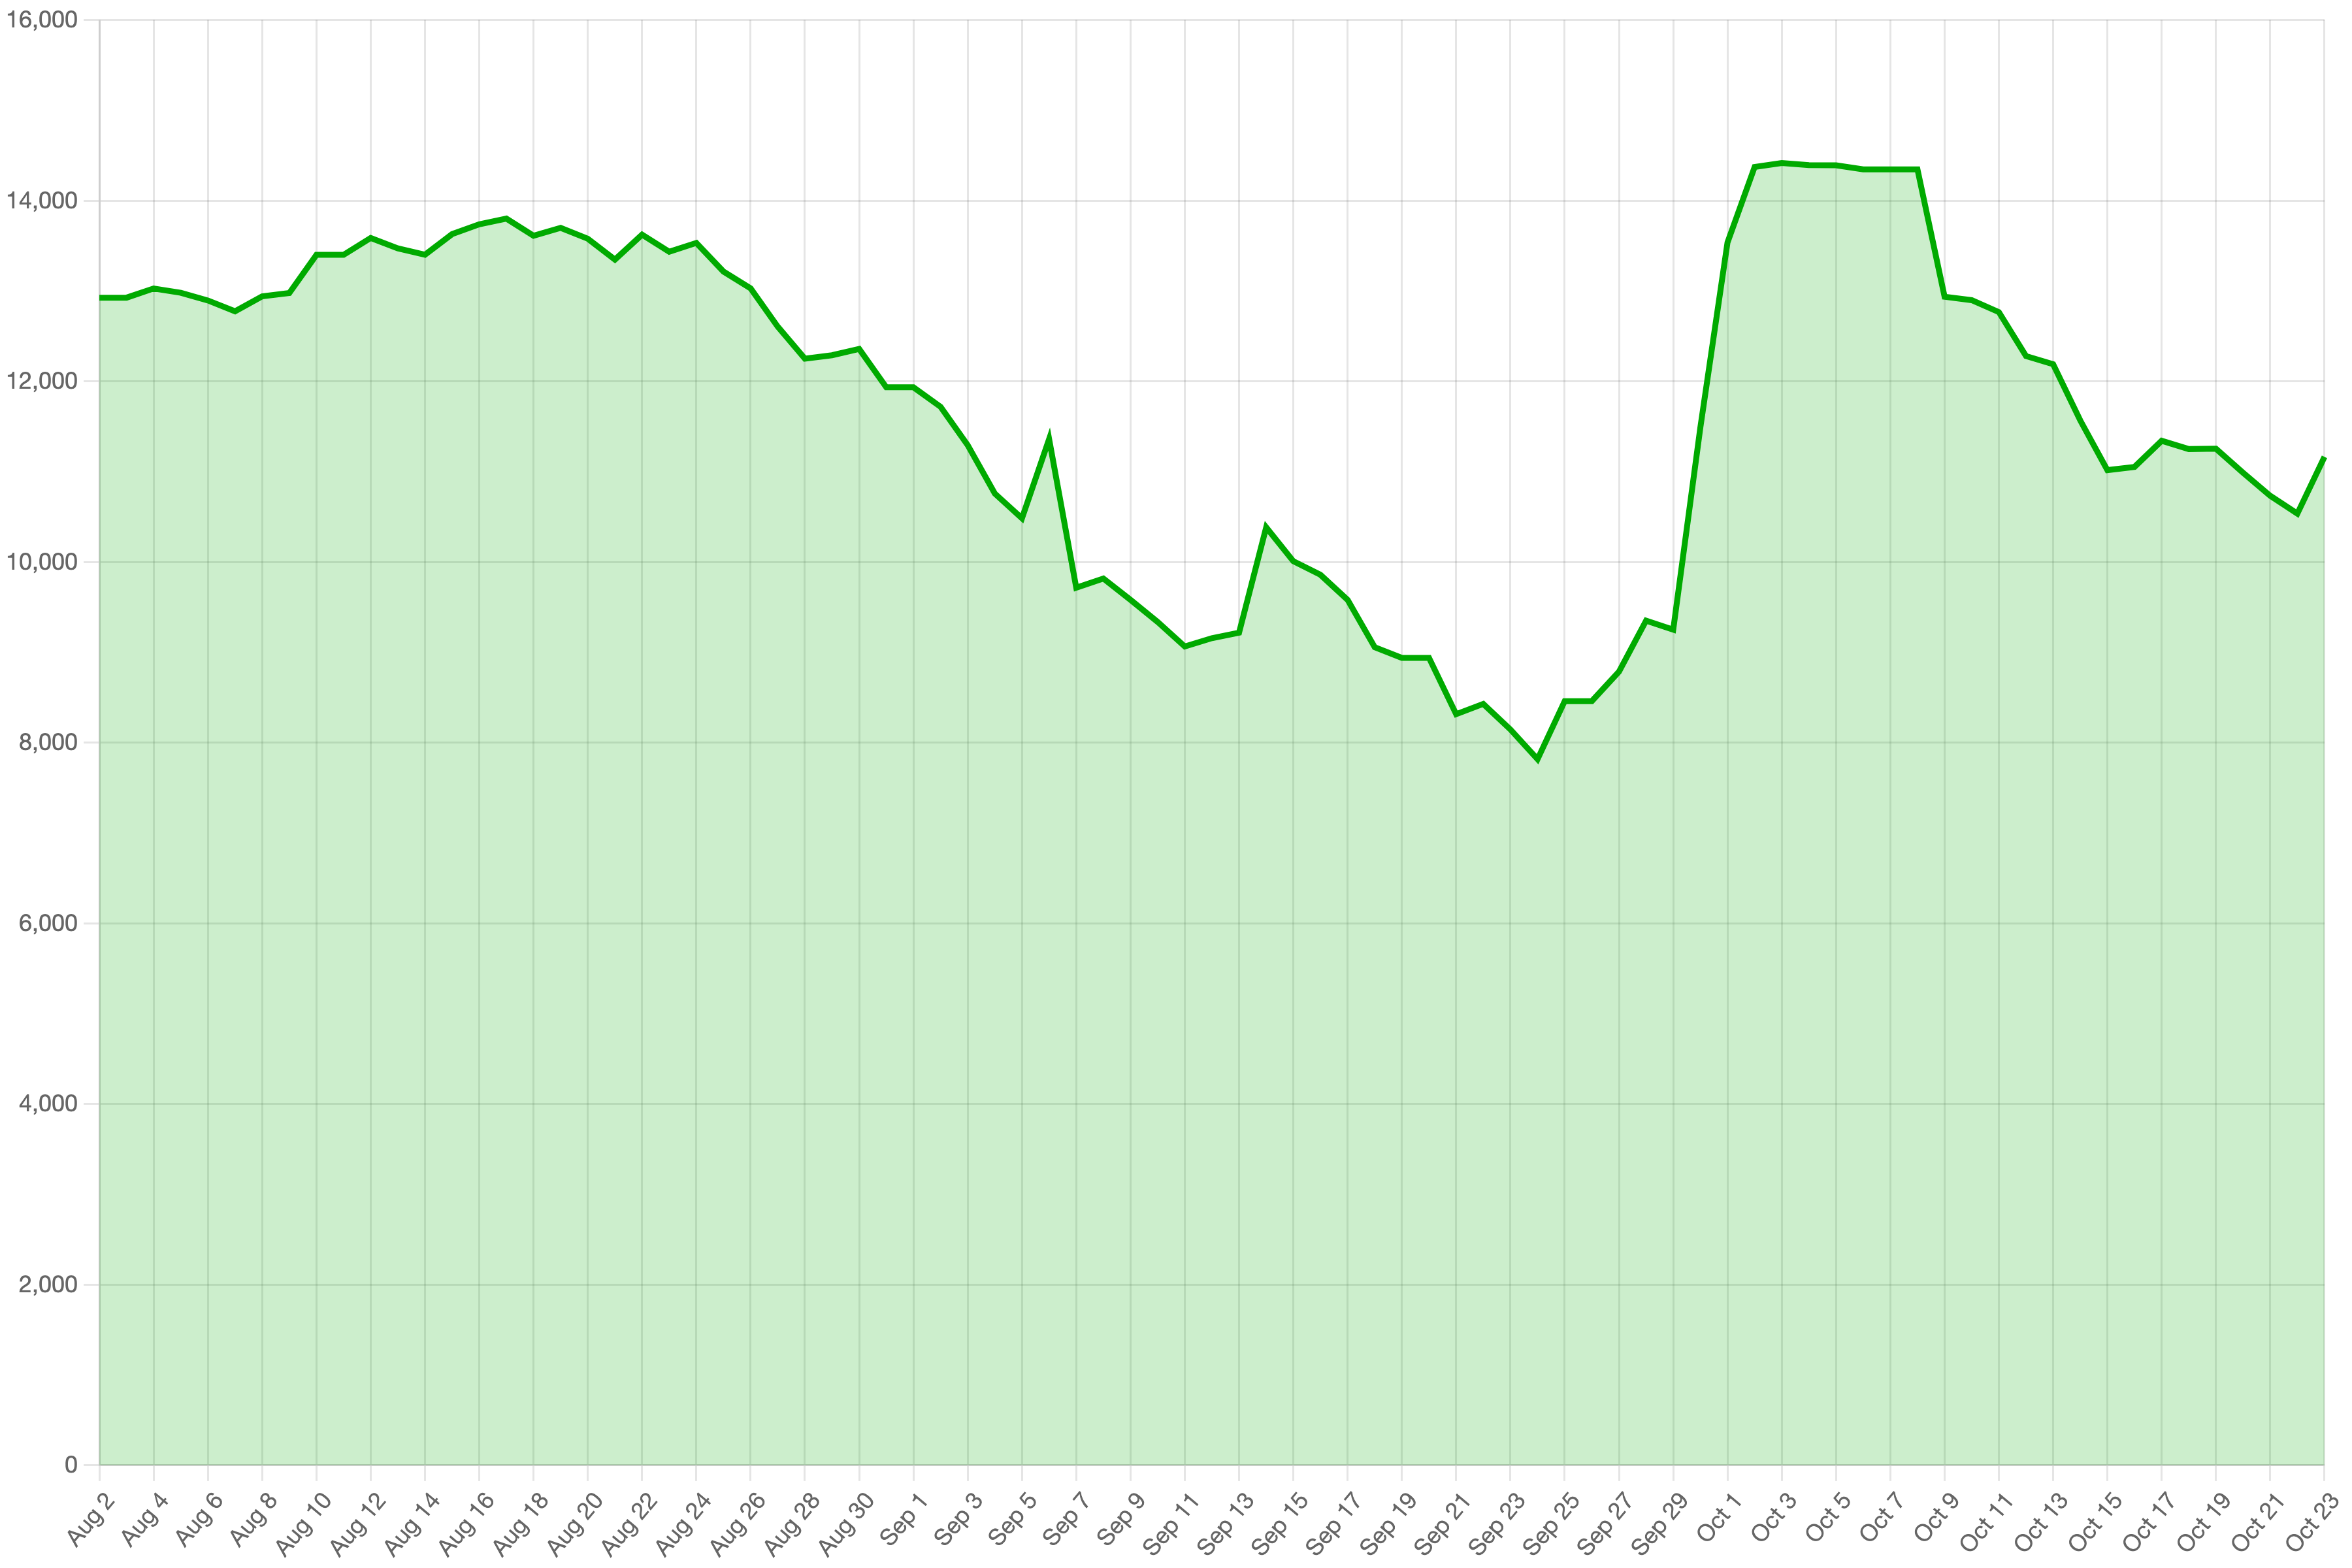 16,000
14,000
12,000
10,000
8,000
6,000
4,000
2,000
0
Aug 2
Aug 4
Aug 6
Aug 8
Aug 10
Aug 12
Aug 14
Aug 16
Aug 18
Aug 20
Aug 22
Aug 24
Aug 26
Aug 28
Aug 30
Sep 1
Sep 3
Sep 5
Sep 7
Sep 9
Sep 11
Sep 13
Sep 15
Sep 17
Sep 19
Sep 21
Sep 23
Sep 25
Sep 27
Sep 29
Oct 1
Oct 3
Oct 5
Oct 7
Oct 9
Oct 11
Oct 13
Oct 15
Oct 17
Oct 19
Oct 21
Oct 23